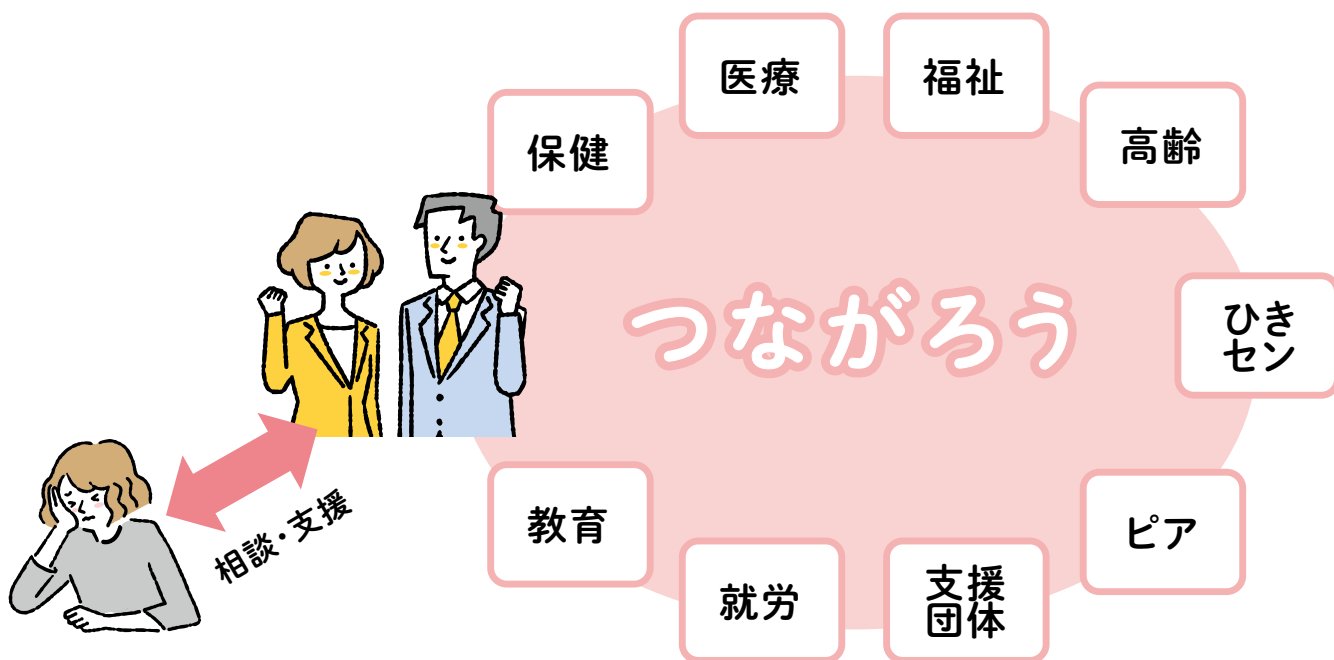 医療
福祉
保健
高齢
つながろう
ひき
セン
相談・支援
教育
ピア
就労
支援
団体